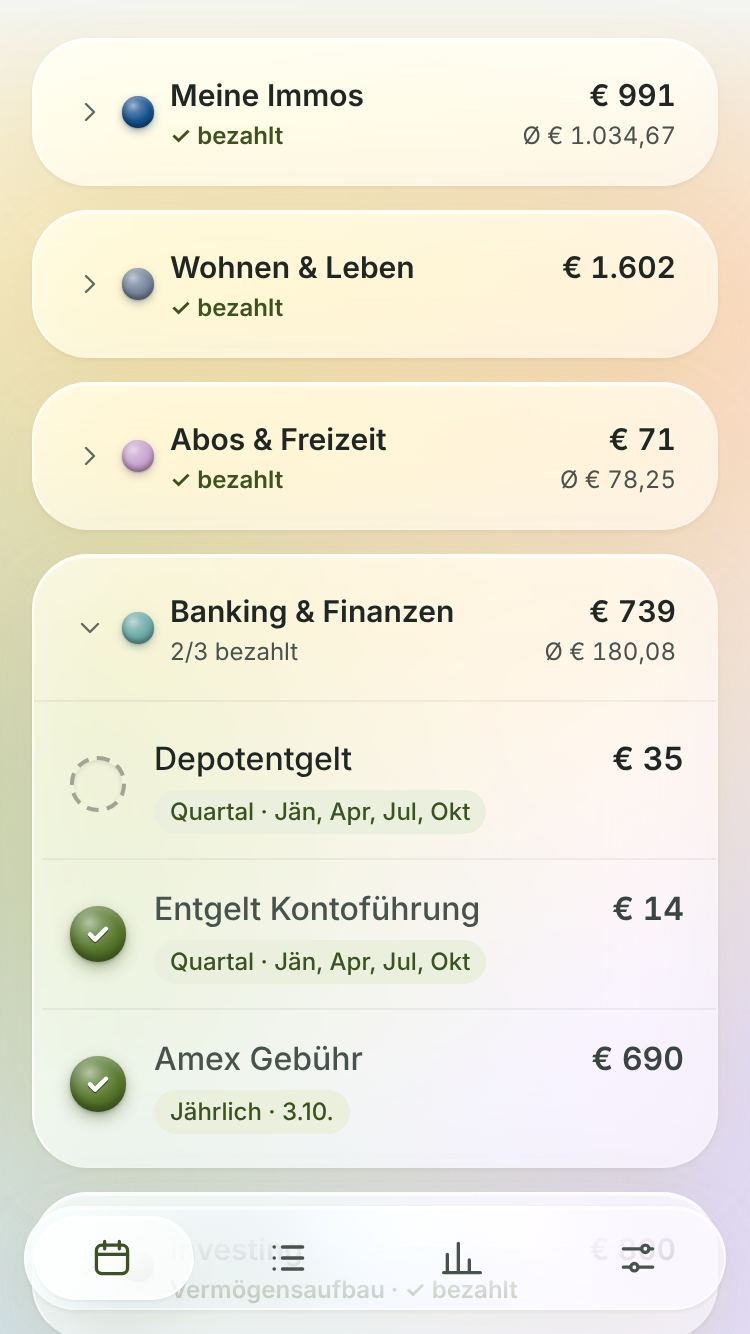 Meine Immos € 991
✓ bezahlt Ø € 1.034,67
Wohnen & Leben € 1.602
✓ bezahlt
Abos & Freizeit € 71
✓ bezahlt Ø € 78,25
Banking & Finanzen € 739
2/3 bezahlt Ø € 180,08
Depotentgelt € 35
Quartal · Jän, Apr, Jul, Okt
Entgelt Kontoführung € 14
Quartal · Jän, Apr, Jul, Okt
Amex Gebühr € 690
Jährlich · 3.10.
Investing €
Vermögensaufbau · ✓ bezahlt